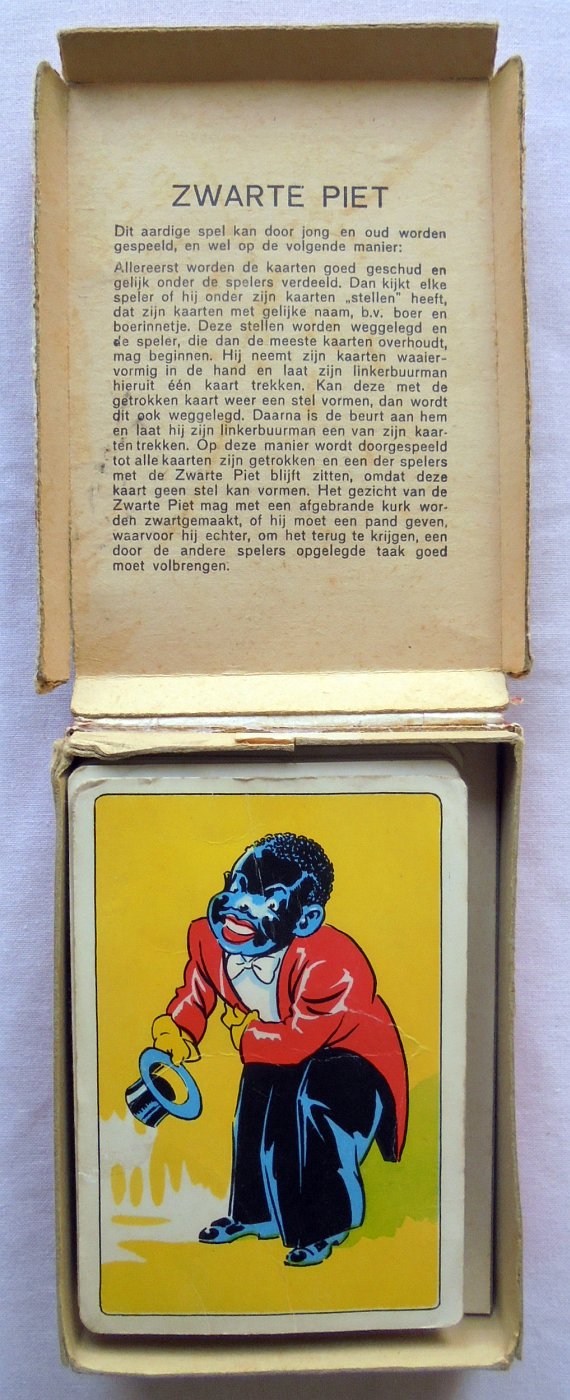 ZWARTE PIET
Dit aardige spel kan door jong en oud worden
gespeeld, en wel op de volgende manier:
Allereerst worden de kaarten goed geschud en
gelijk onder de spelers verdeeld. Dan kijkt elke
speler of hij onder zijn kaarten „stellen” heeft,
dat zijn kaarten met gelijke naam, b.v. boer en
boerinnetje. Deze stellen worden weggelegd en
de speler, die dan de meeste kaarten overhoudt,
mag beginnen. Hij neemt zijn kaarten waaier-
vormig in de hand en laat zijn linkerbuurman
hieruit één kaart trekken. Kan deze met de
getrokken kaart weer een stel vormen, dan wordt
dit ook weggelegd. Daarna is de beurt aan hem
en laat hij zijn linkerbuurman een van zijn kaar-
ten trekken. Op deze manier wordt doorgespeeld
tot alle kaarten zijn getrokken en een der spelers
met de Zwarte Piet blijft zitten, omdat deze
kaart geen stel kan vormen. Het gezicht van de
Zwarte Piet mag met een afgebrande kurk wor-
den zwartgemaakt, of hij moet een pand geven,
waarvoor hij echter, om het terug te krijgen, een
door de andere spelers opgelegde taak goed
moet volbrengen.